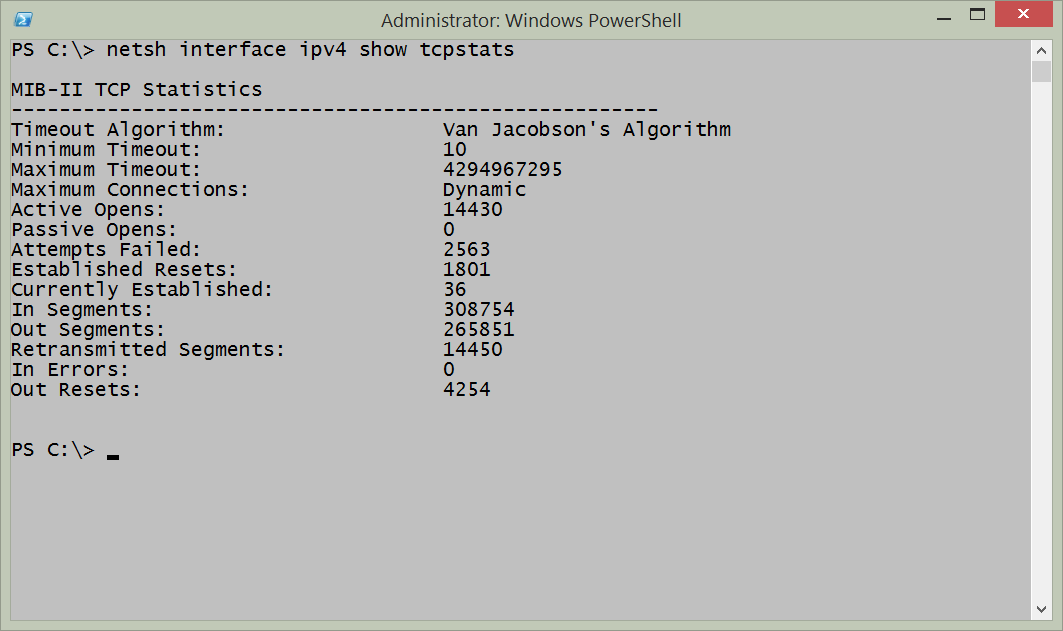 Administrator: Windows PowerShell
PS C:\> netsh interface ipv4 show tcpstats
MIB-II TCP Statistics
------------------------------------------------------
Timeout Algorithm: Van Jacobson's Algorithm
Minimum Timeout: 10
Maximum Timeout: 4294967295
Maximum Connections: Dynamic
Active Opens: 14430
Passive Opens: 0
Attempts Failed: 2563
Established Resets: 1801
Currently Established: 36
In Segments: 308754
Out Segments: 265851
Retransmitted Segments: 14450
In Errors: 0
Out Resets: 4254
PS C:\> _